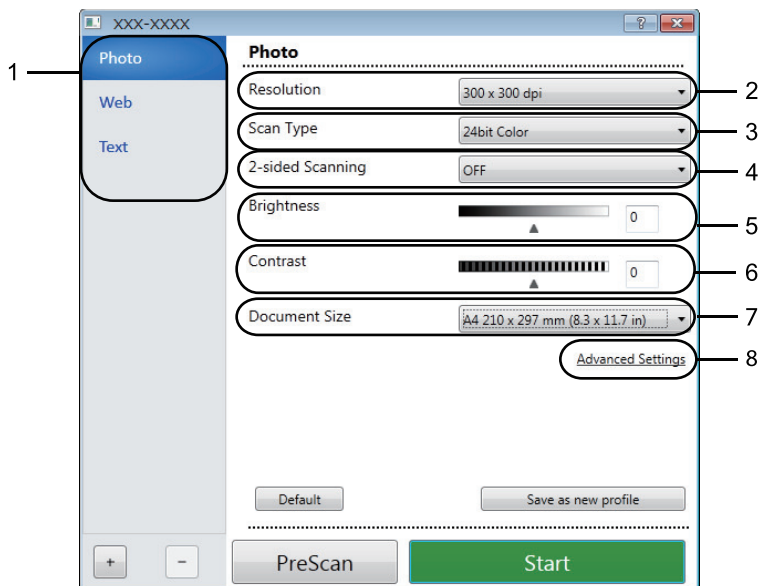 XXX-XXXX
?
1
Photo
Web
Text
Photo
Resolution
300 x 300 dpi
2
Scan Type
24bit Color
3
2-sided Scanning
OFF
4
Brightness
0
5
Contrast
0
6
Document Size
A4 210 x 297 mm (8.3 x 11.7 in)
7
Advanced Settings
8
Default
Save as new profile
+
−
PreScan
Start